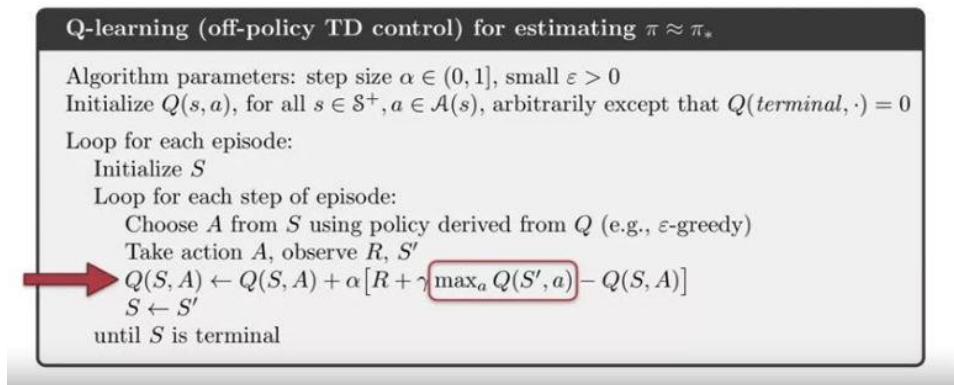 Q-learning (off-policy TD control) for estimating π ≈ π*
Algorithm parameters: step size α ∈ (0, 1], small ε > 0
Initialize Q(s, a), for all s ∈ S⁺, a ∈ A(s), arbitrarily except that Q(terminal, ·) = 0
Loop for each episode:
Initialize S
Loop for each step of episode:
Choose A from S using policy derived from Q (e.g., ε-greedy)
Take action A, observe R, S′
Q(S, A) ← Q(S, A) + α[R + γ maxₐ Q(S′, a) − Q(S, A)]
S ← S′
until S is terminal